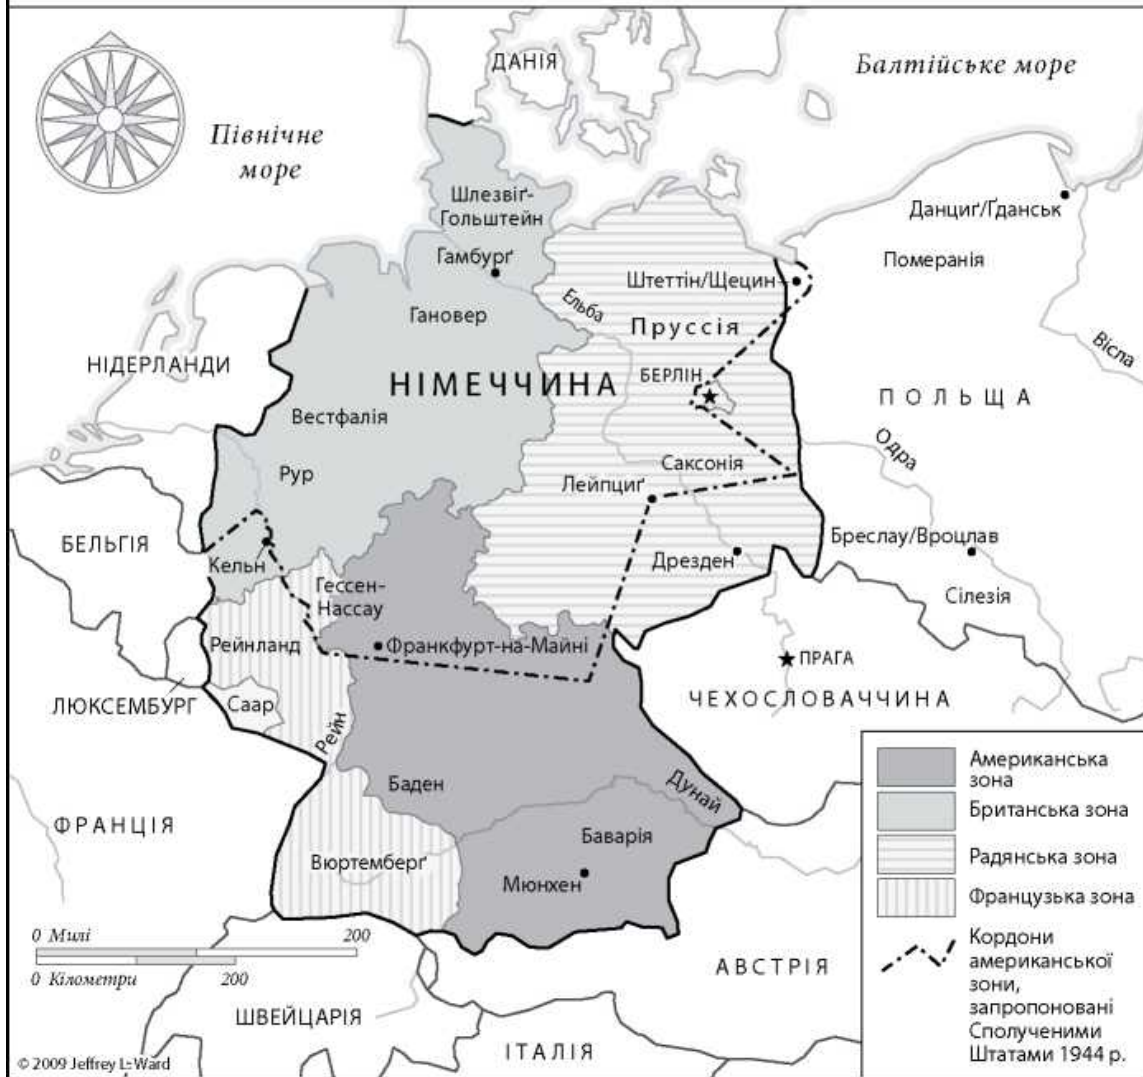 ДАНІЯ
Балтійське море
Північне
море
Шлезвіґ-
Гольштейн
Гамбурґ
Данциґ/Ґданськ
Померанія
Штеттін/Щецин
Ельба
Гановер
Пруссія
Вісла
НІДЕРЛАНДИ
НІМЕЧЧИНА
БЕРЛІН
ПОЛЬЩА
Вестфалія
Одра
Рур
Саксонія
Лейпциґ
БЕЛЬГІЯ
Кельн
Бреслау/Вроцлав
Дрезден
Гессен-
Нассау
Сілезія
Рейнланд
Франкфурт-на-Майні
ПРАГА
ЛЮКСЕМБУРГ
Саар
ЧЕХОСЛОВАЧЧИНА
Рейн
Баден
Дунай
ФРАНЦІЯ
Баварія
Вюртемберґ
Мюнхен
Американська
зона
Британська зона
Радянська зона
Французька зона
Кордони
американської
зони,
запропоновані
Сполученими
Штатами 1944 р.
0 Милі 200
0 Кілометри 200
АВСТРІЯ
ШВЕЙЦАРІЯ
ІТАЛІЯ
© 2009 Jeffrey L. Ward